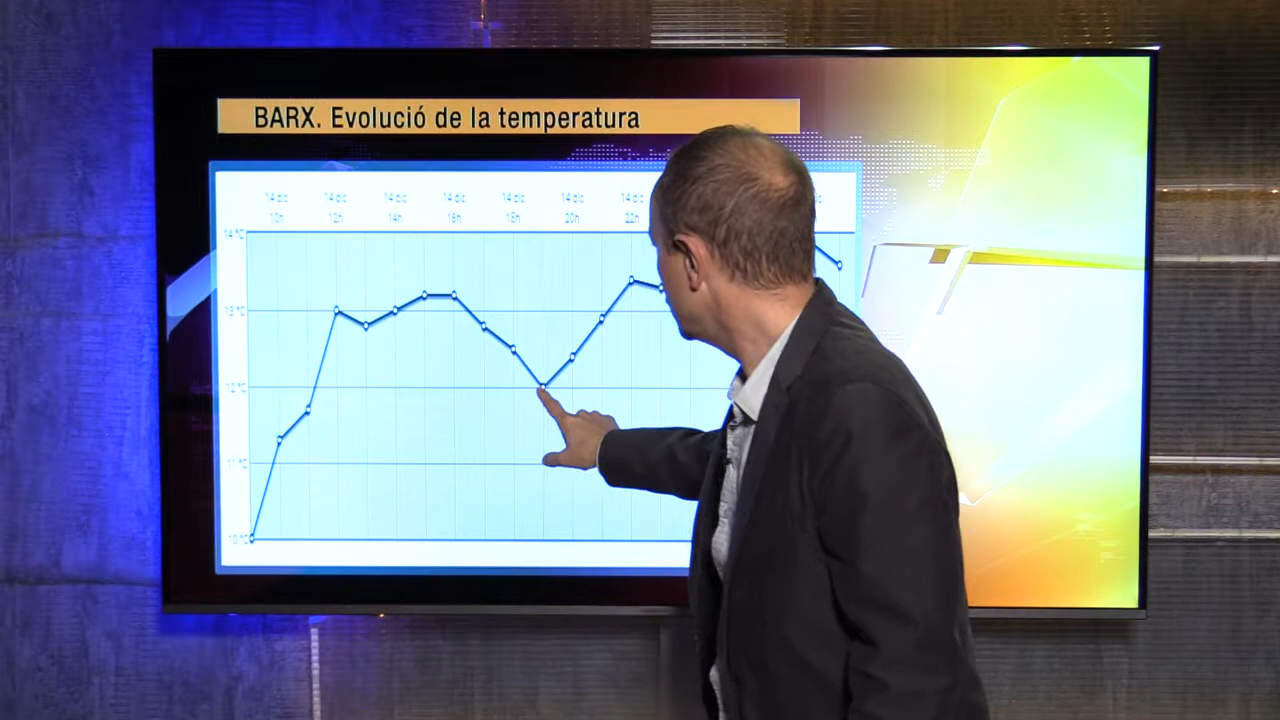 BARX. Evolució de la temperatura
14 dic 14 dic 14 dic 14 dic 14 dic 14 dic 14 dic
10h 12h 14h 16h 18h 20h 22h
14 ºC
13 ºC
12 ºC
11 ºC
10 ºC